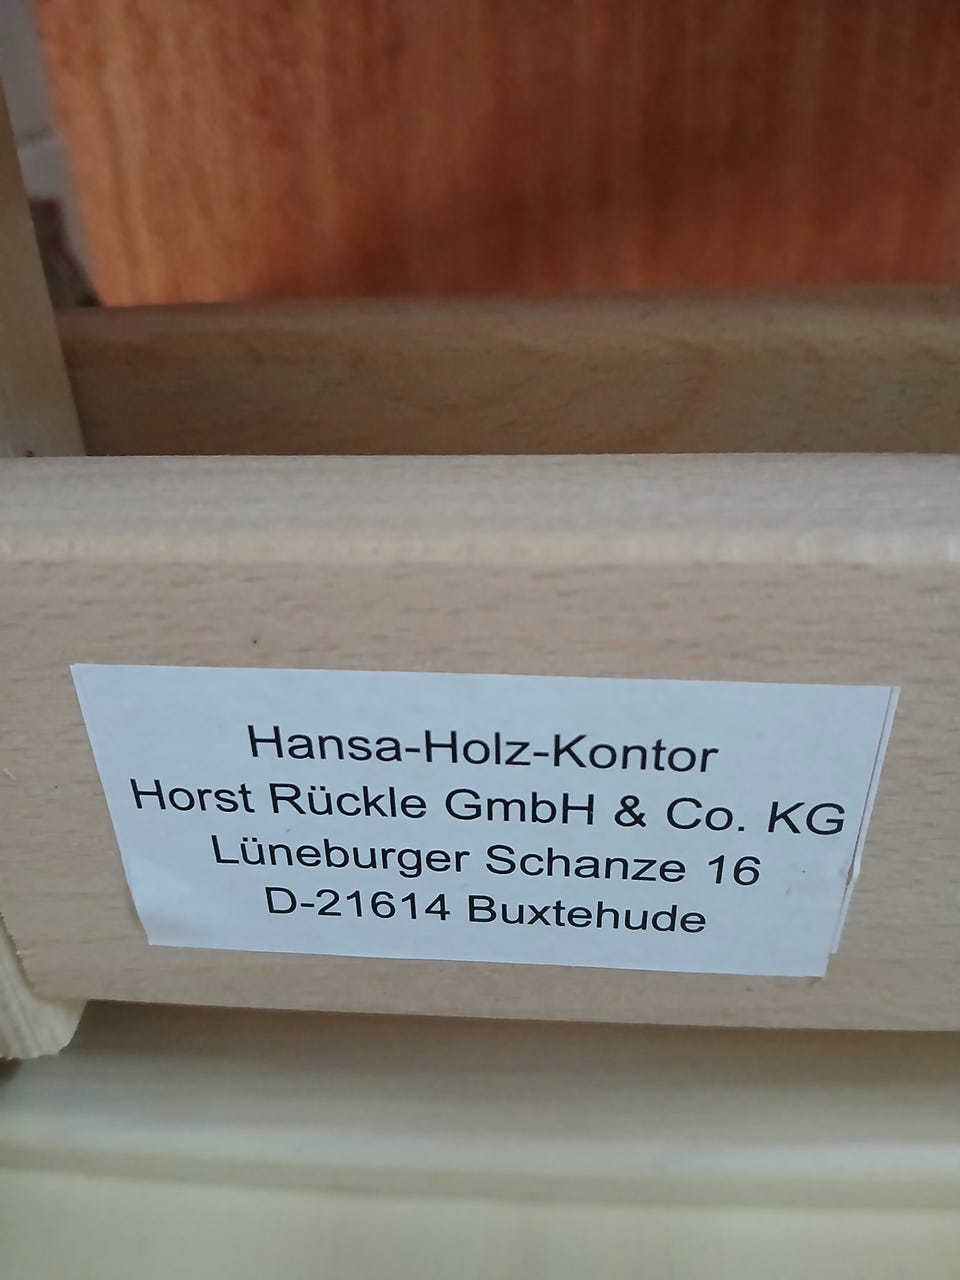 Hansa-Holz-Kontor
Horst Rückle GmbH & Co. KG
Lüneburger Schanze 16
D-21614 Buxtehude